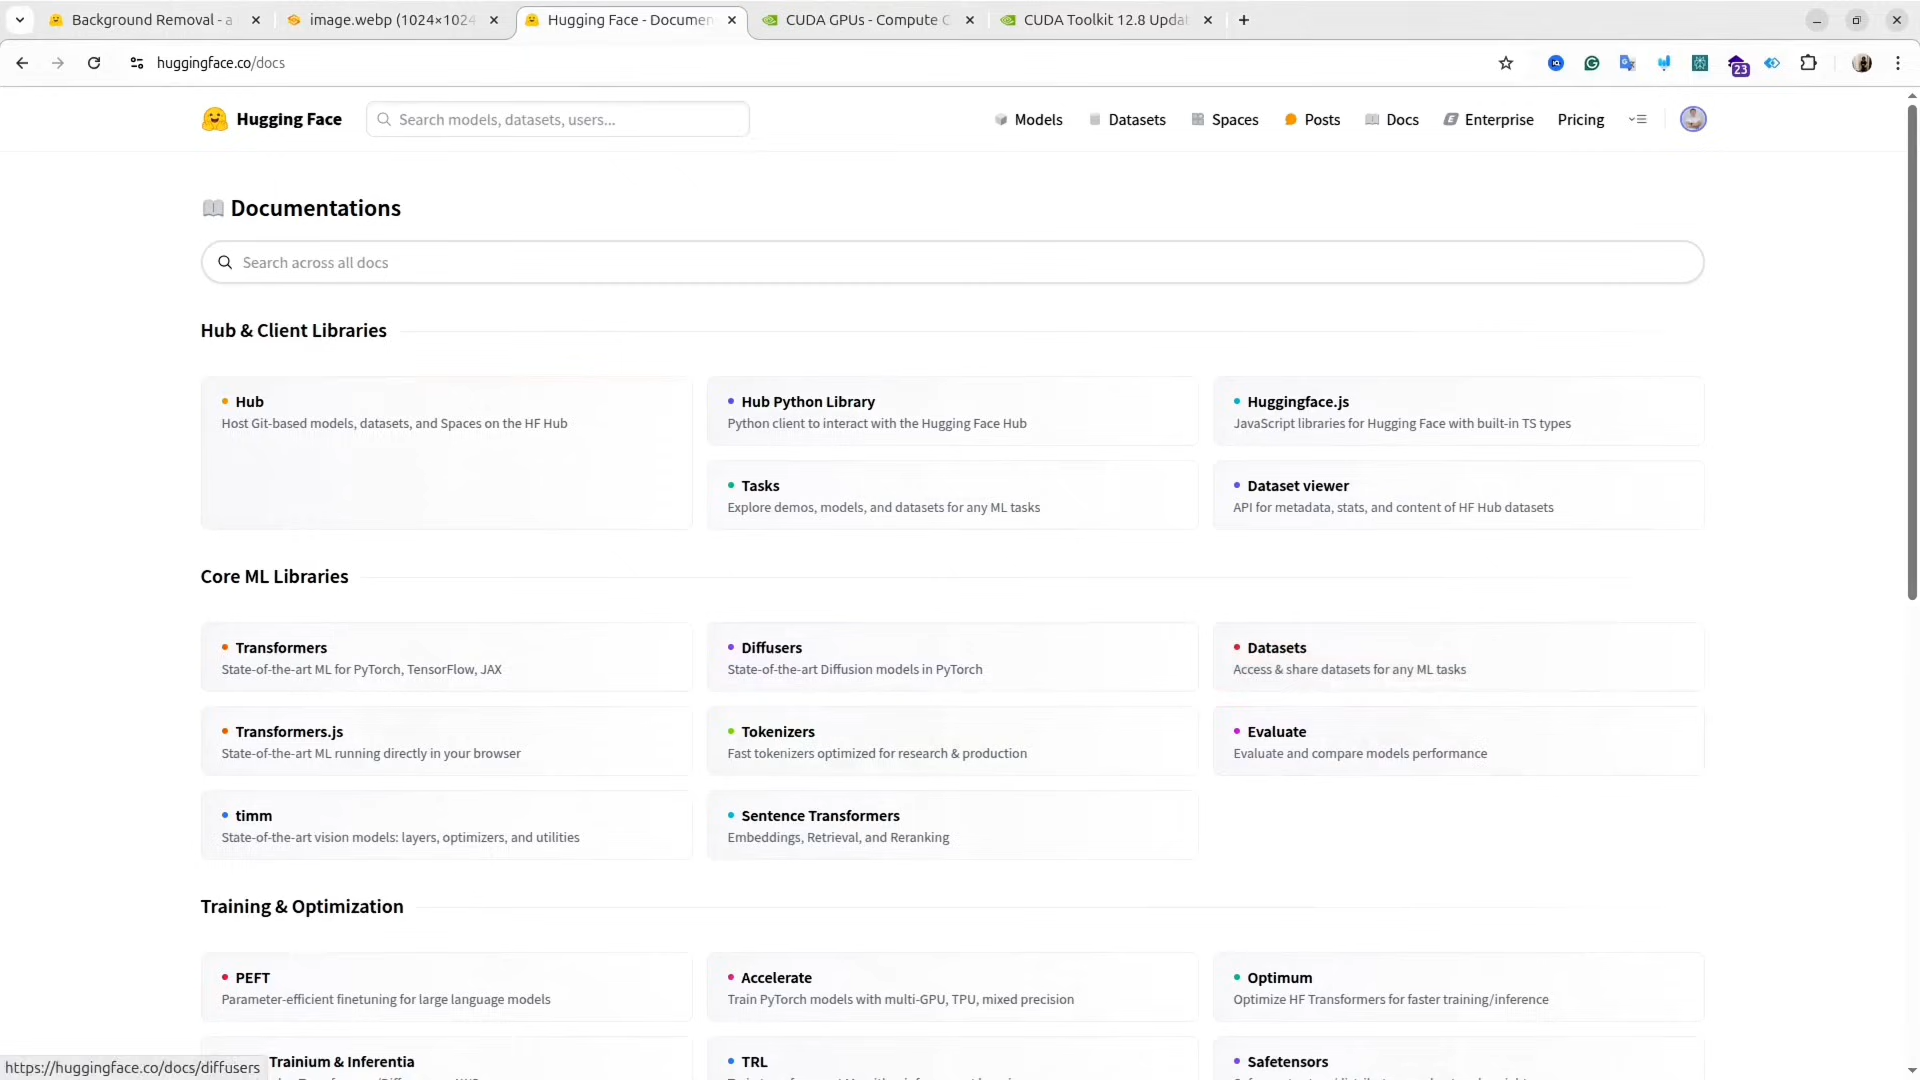 Background Removal - a
image.webp (1024×1024
Hugging Face - Documen
CUDA GPUs - Compute C
CUDA Toolkit 12.8 Updat
huggingface.co/docs
23
Hugging Face
Search models, datasets, users...
Models
Datasets
Spaces
Posts
Docs
Enterprise
Pricing
Documentations
Search across all docs
Hub & Client Libraries
Hub
Host Git-based models, datasets, and Spaces on the HF Hub
Hub Python Library
Python client to interact with the Hugging Face Hub
Huggingface.js
JavaScript libraries for Hugging Face with built-in TS types
Tasks
Explore demos, models, and datasets for any ML tasks
Dataset viewer
API for metadata, stats, and content of HF Hub datasets
Core ML Libraries
Transformers
State-of-the-art ML for PyTorch, TensorFlow, JAX
Diffusers
State-of-the-art Diffusion models in PyTorch
Datasets
Access & share datasets for any ML tasks
Transformers.js
State-of-the-art ML running directly in your browser
Tokenizers
Fast tokenizers optimized for research & production
Evaluate
Evaluate and compare models performance
timm
State-of-the-art vision models: layers, optimizers, and utilities
Sentence Transformers
Embeddings, Retrieval, and Reranking
Training & Optimization
PEFT
Parameter-efficient finetuning for large language models
Accelerate
Train PyTorch models with multi-GPU, TPU, mixed precision
Optimum
Optimize HF Transformers for faster training/inference
Trainium & Inferentia
TRL
Safetensors
https://huggingface.co/docs/diffusers